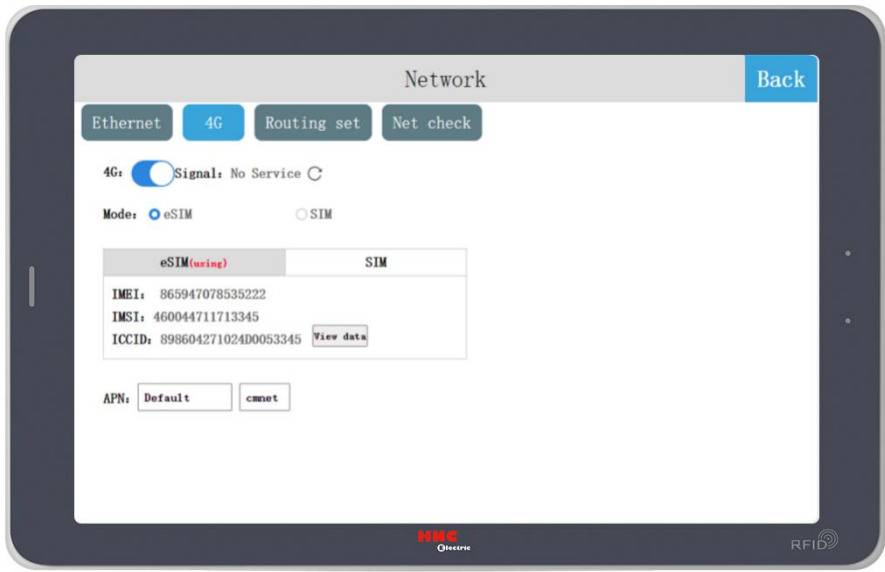 Network
Back
Ethernet
4G
Routing set
Net check
4G: Signal: No Service
Mode: eSIM SIM
eSIM(using) SIM
IMEI: 865947078535222
IMSI: 460044711713345
ICCID: 898604271024D0053345 View data
APN: Default cmnet
HMC
Electric
RFID